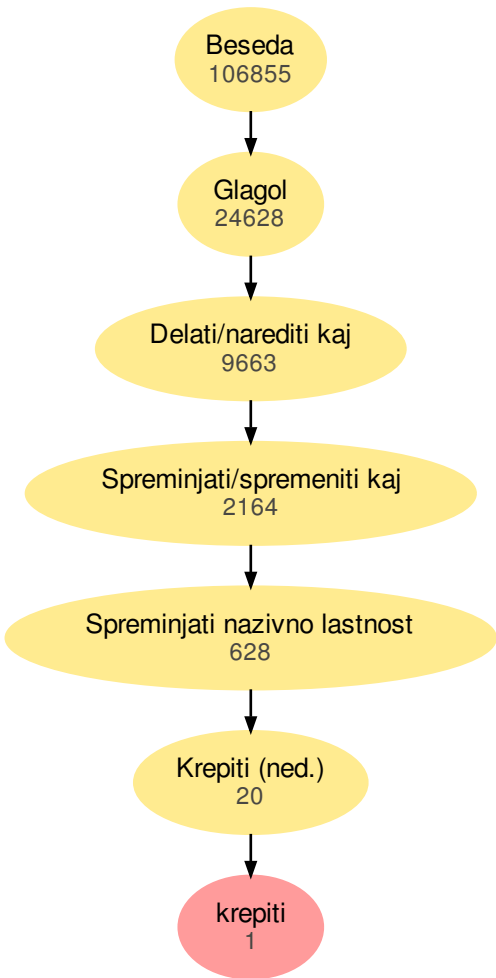 Beseda
106855
Glagol
24628
Delati/narediti kaj
9663
Spreminjati/spremeniti kaj
2164
Spreminjati nazivno lastnost
628
Krepiti (ned.)
20
krepiti
1